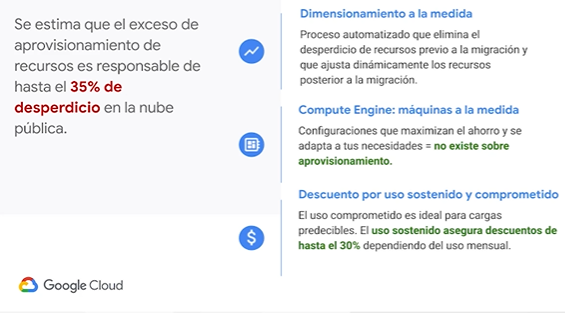 Se estima que el exceso de
aprovisionamiento de
recursos es responsable de
hasta el 35% de
desperdicio en la nube
pública.
Dimensionamiento a la medida
Proceso automatizado que elimina el
desperdicio de recursos previo a la migración y
que ajusta dinámicamente los recursos
posterior a la migración.
Compute Engine: máquinas a la medida
Configuraciones que maximizan el ahorro y se
adapta a tus necesidades = no existe sobre
aprovisionamiento.
Descuento por uso sostenido y comprometido
El uso comprometido es ideal para cargas
predecibles. El uso sostenido asegura descuentos de
hasta el 30% dependiendo del uso mensual.
Google Cloud